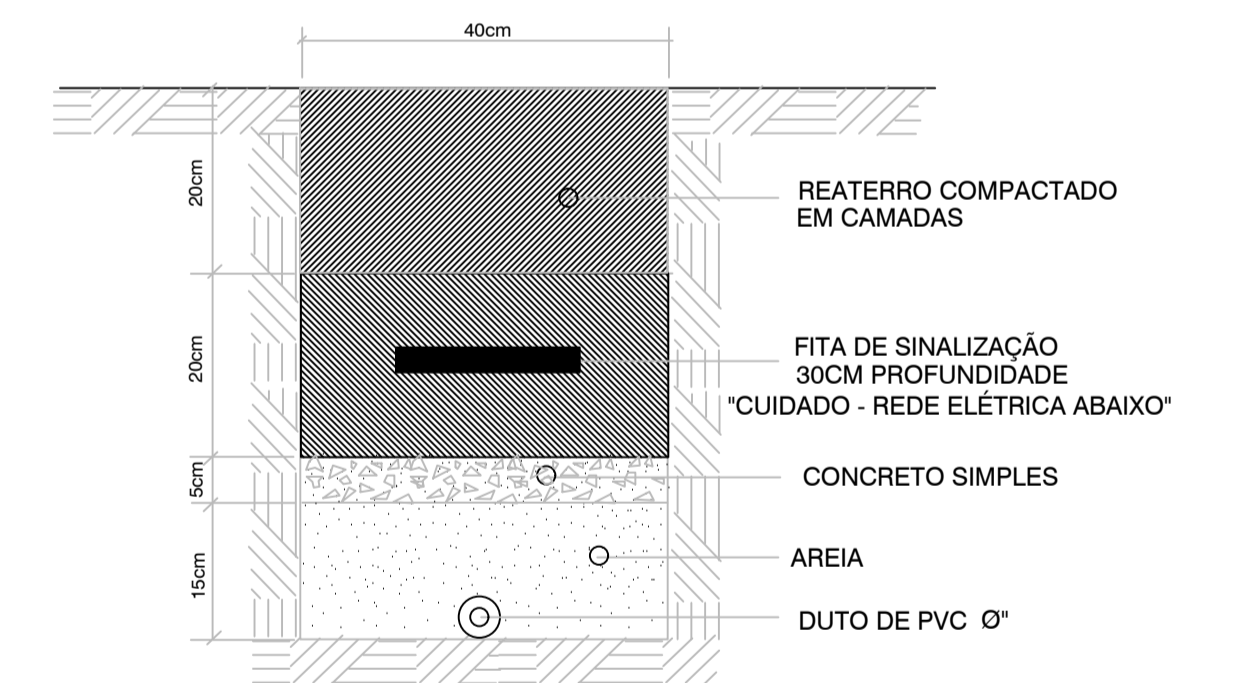 40cm
20cm
REATERRO COMPACTADO
EM CAMADAS
20cm
FITA DE SINALIZAÇÃO
30CM PROFUNDIDADE
"CUIDADO - REDE ELÉTRICA ABAIXO"
5cm
CONCRETO SIMPLES
15cm
AREIA
DUTO DE PVC Ø"